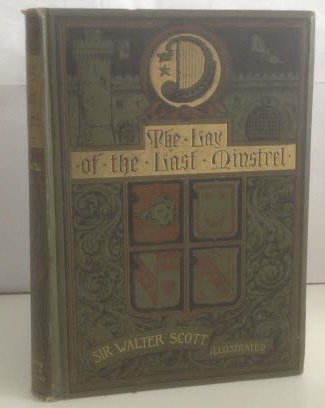 The · Lay
· of · the · Last · Minstrel ·
SIR WALTER SCOTT
ILLUSTRATED